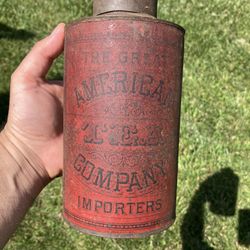 THE GREAT
AMERICAN
TEA
COMPANY
IMPORTERS